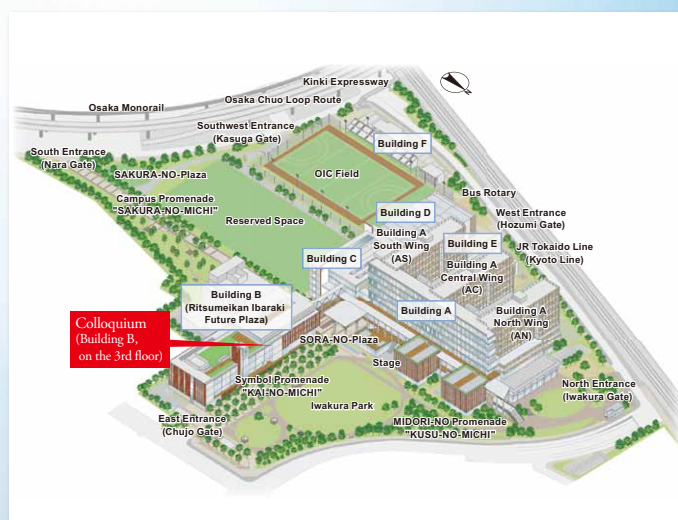 Kinki Expressway
Osaka Chuo Loop Route
Osaka Monorail
Southwest Entrance
(Kasuga Gate)
Building F
South Entrance
(Nara Gate)
SAKURA-NO-Plaza
OIC Field
Bus Rotary
Campus Promenade
"SAKURA-NO-MICHI"
Reserved Space
Building D
West Entrance
(Hozumi Gate)
Building A
South Wing
(AS)
Building E
JR Tokaido Line
(Kyoto Line)
Building C
Building A
Central Wing
(AC)
Building B
(Ritsumeikan Ibaraki
Future Plaza)
Building A
Building A
North Wing
(AN)
Colloquium
(Building B,
on the 3rd floor)
SORA-NO-Plaza
Stage
Symbol Promenade
"KAI-NO-MICHI"
North Entrance
(Iwakura Gate)
Iwakura Park
East Entrance
(Chujo Gate)
MIDORI-NO Promenade
"KUSU-NO-MICHI"